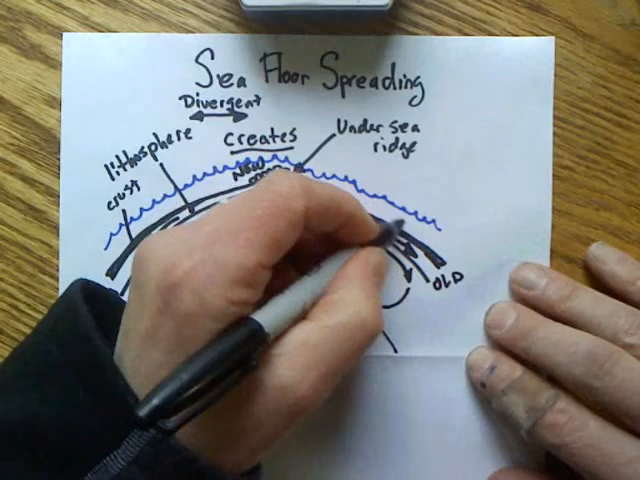 Sea Floor Spreading
Divergent
creates
Under sea
ridge
lithosphere
crust
NEW
OLD